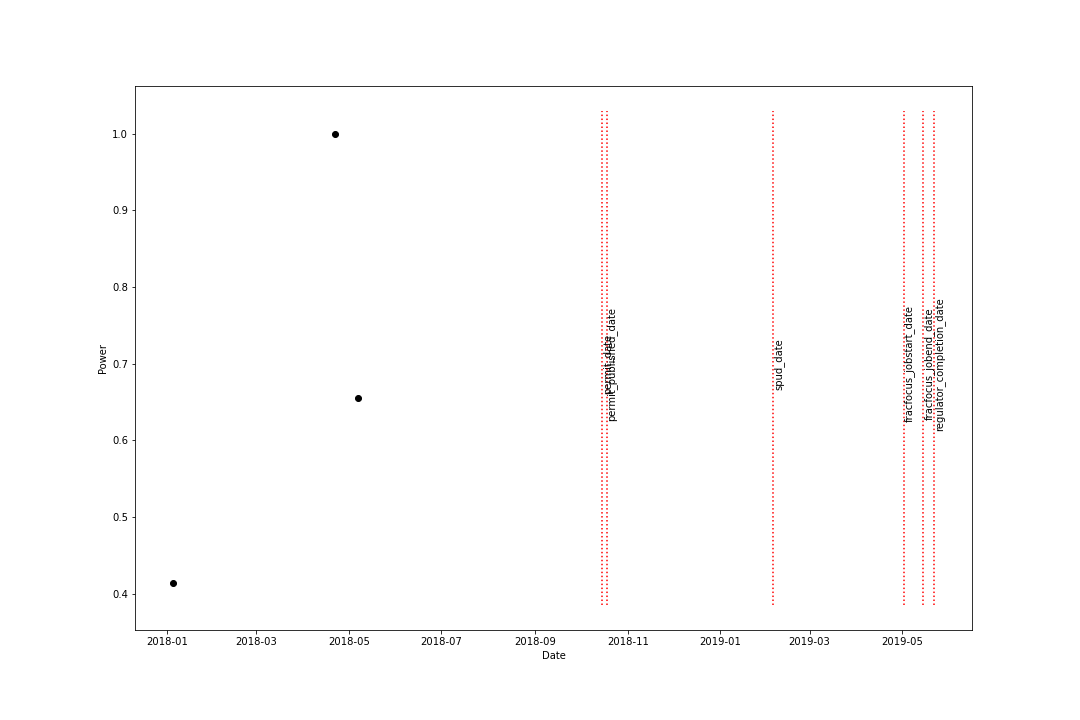 1.0
0.9
0.8
0.7
0.6
0.5
0.4
Power
permit_date
permit_published_date
spud_date
fracfocus_jobstart_date
fracfocus_jobend_date
regulator_completion_date
2018-01
2018-03
2018-05
2018-07
2018-09
2018-11
2019-01
2019-03
2019-05
Date